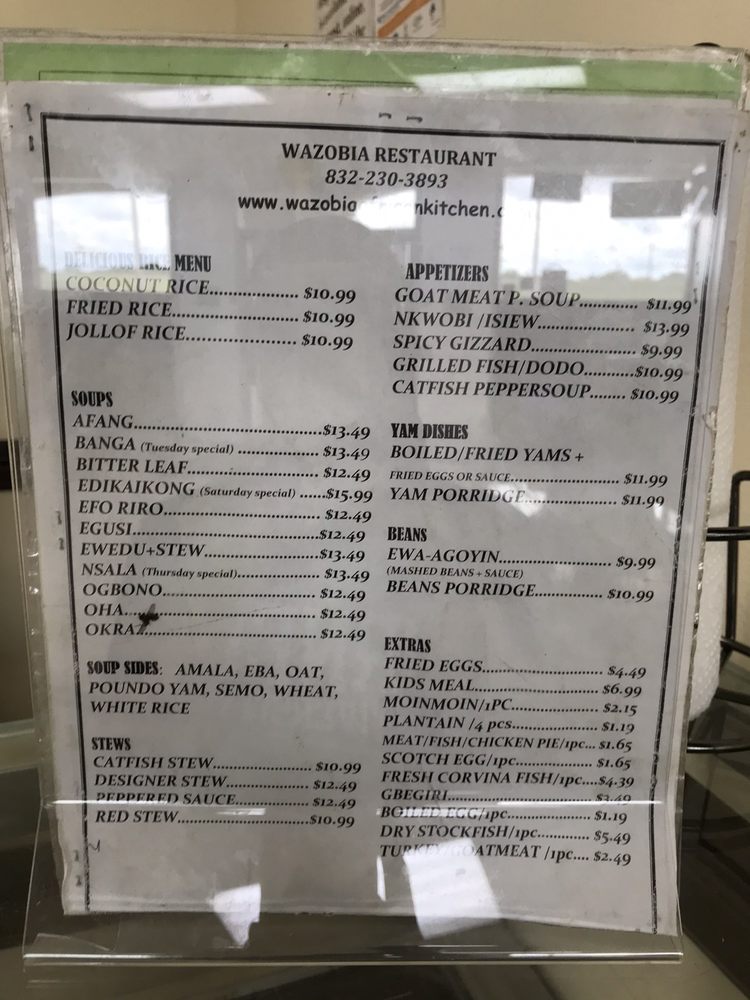 WAZOBIA RESTAURANT
832-230-3893
DELICIOUS RICE MENU
COCONUT RICE.................... $10.99
FRIED RICE............................. $10.99
JOLLOF RICE......................... $10.99
SOUPS
AFANG...........................................$13.49
BANGA (Tuesday special) .................. $13.49
BITTER LEAF............................. $12.49
EDIKAIKONG (Saturday special) ......$15.99
EFO RIRO.................................... $12.49
EGUSI...........................................$12.49
EWEDU+STEW.........................$13.49
NSALA (Thursday special)................... $13.49
OGBONO................................... $12.49
OHA............................................ $12.49
OKRA......................................... $12.49
SOUP SIDES: AMALA, EBA, OAT,
POUNDO YAM, SEMO, WHEAT,
WHITE RICE
STEWS
CATFISH STEW...................... $10.99
DESIGNER STEW.................... $12.49
PEPPERED SAUCE.................. $12.49
RED STEW..............................$10.99
APPETIZERS
GOAT MEAT P. SOUP............. $11.99
NKWOBI /ISIEW..................... $13.99
SPICY GIZZARD....................... $9.99
GRILLED FISH/DODO...........$10.99
CATFISH PEPPERSOUP........ $10.99
YAM DISHES
BOILED/FRIED YAMS +
FRIED EGGS OR SAUCE........................ $11.99
YAM PORRIDGE..................... $11.99
BEANS
EWA-AGOYIN......................... $9.99
(MASHED BEANS + SAUCE)
BEANS PORRIDGE................ $10.99
EXTRAS
FRIED EGGS............................ $4.49
KIDS MEAL............................. $6.99
MOINMOIN/1PC.................... $2.15
PLANTAIN /4 pcs.................... $1.19
MEAT/FISH/CHICKEN PIE/1pc... $1.65
SCOTCH EGG/1pc................... $1.65
FRESH CORVINA FISH/1pc....$4.39
GBEGIRI................................. $3.49
BOILED EGG/1pc...................... $1.19
DRY STOCKFISH/1pc............. $5.49
TURKEY/GOATMEAT /1pc.... $2.49